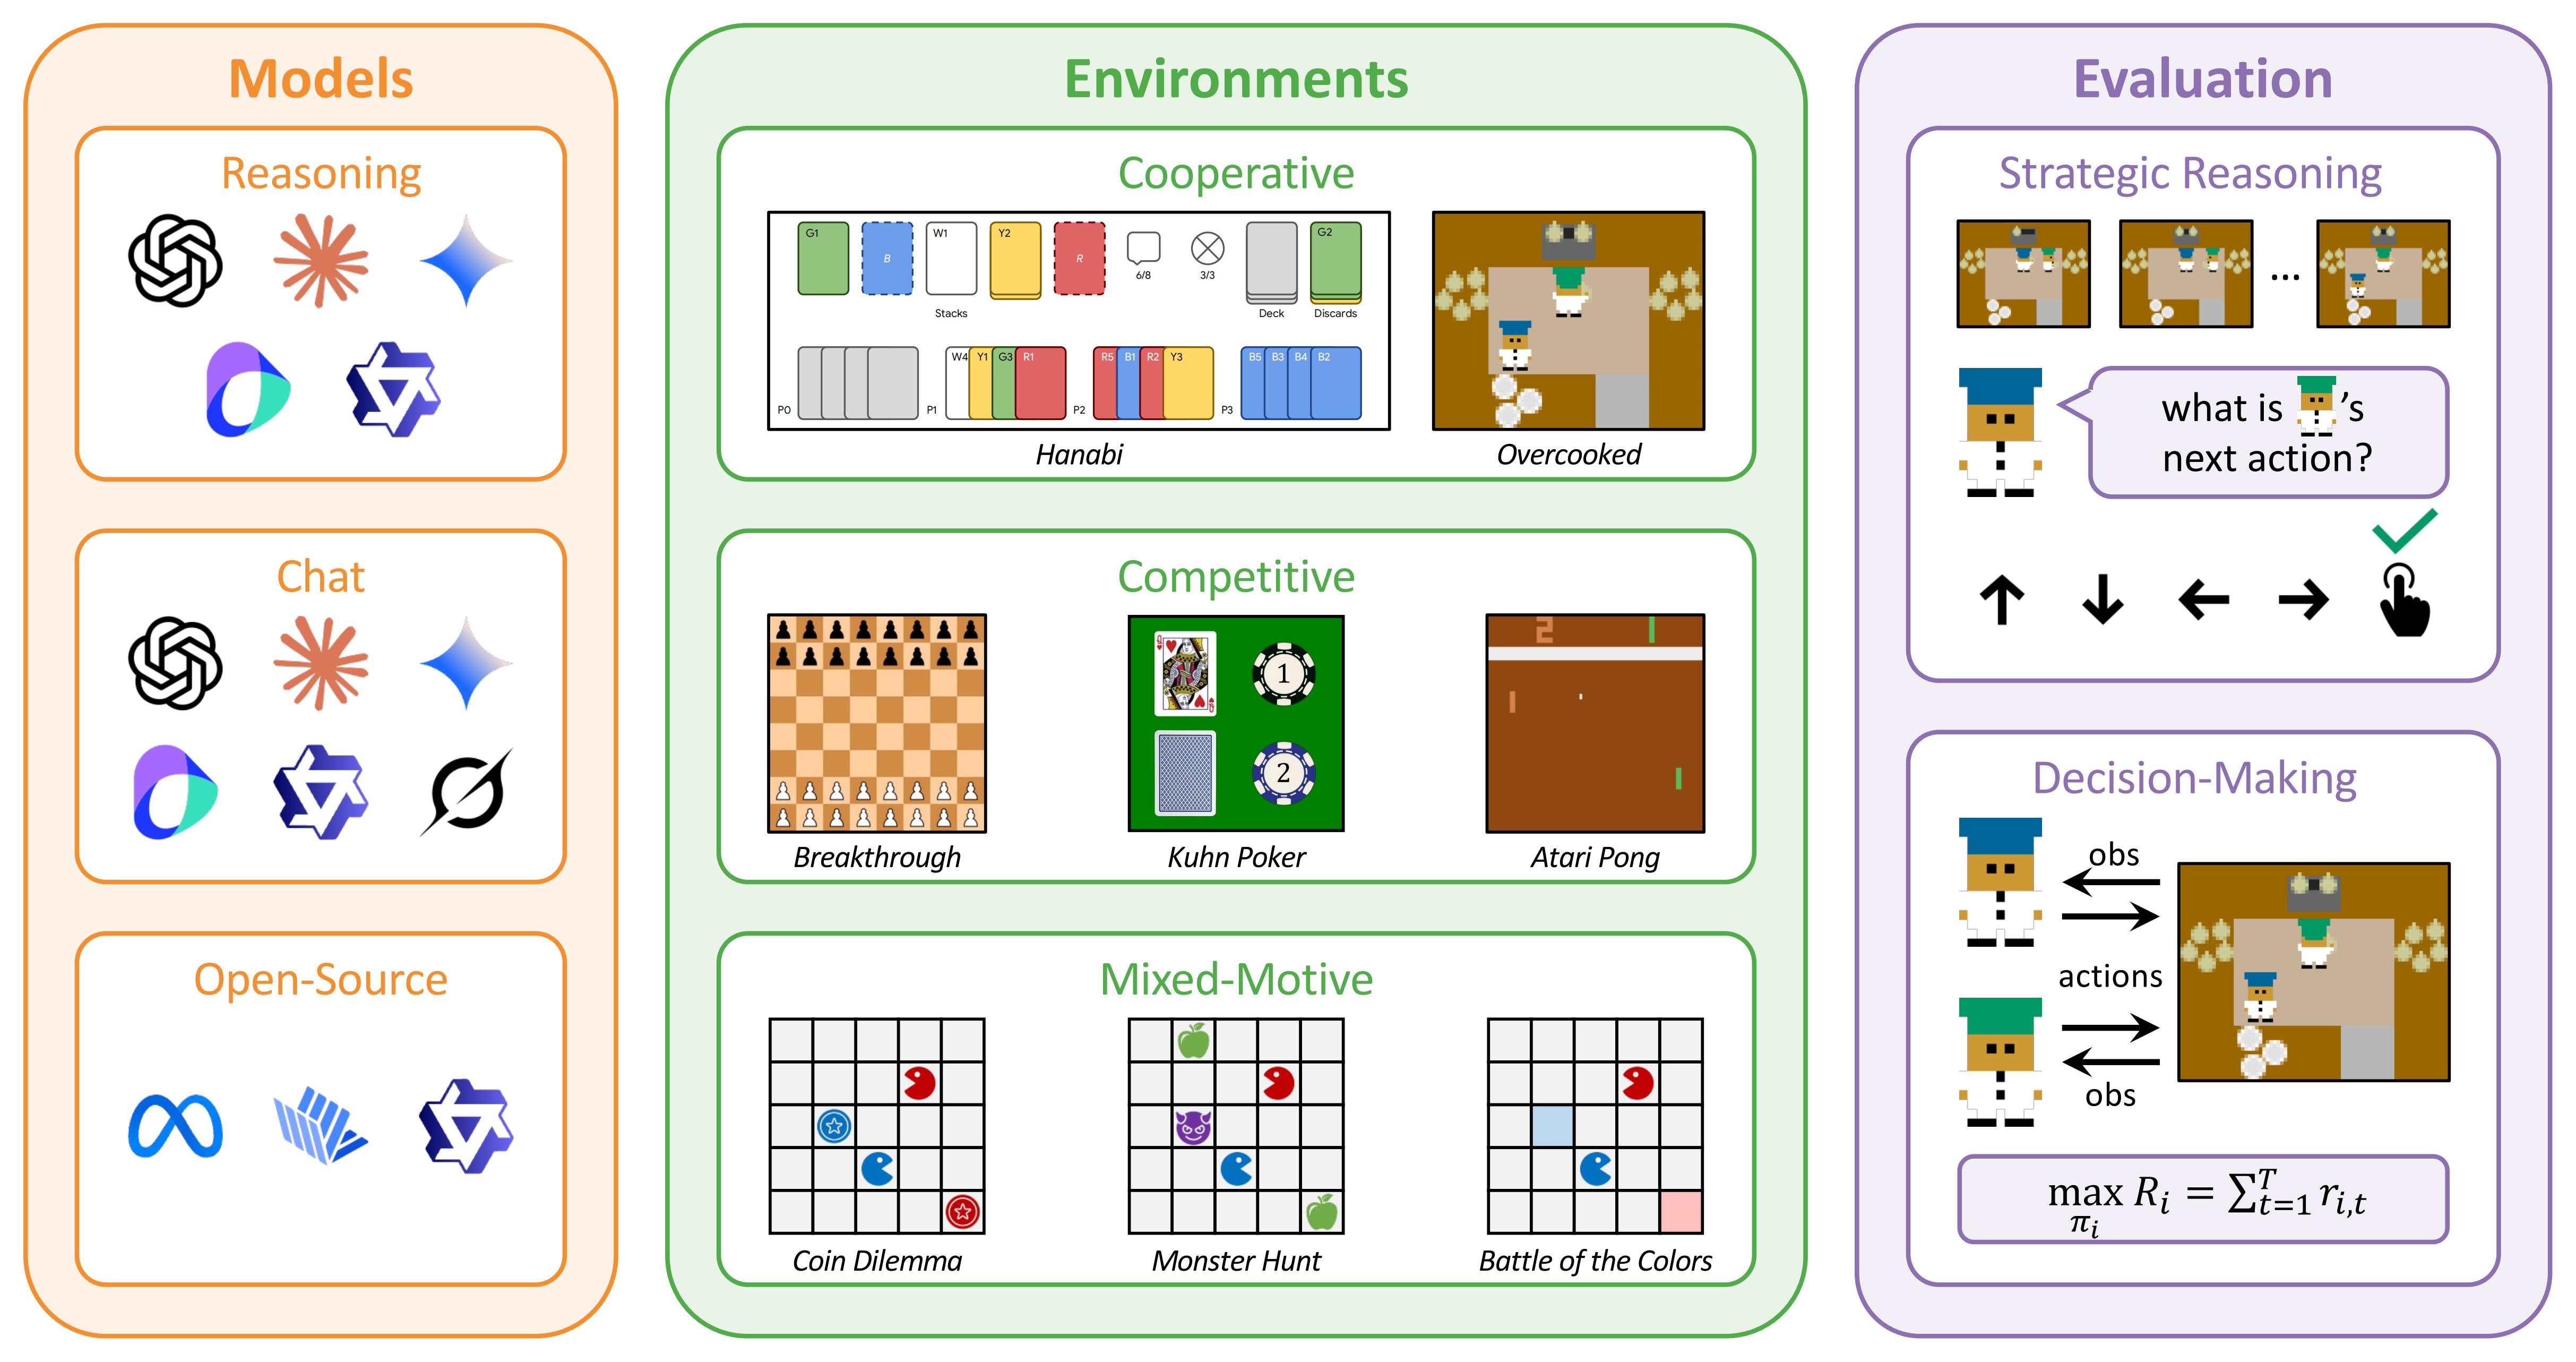 Models
Reasoning
Chat
Open-Source
Environments
Cooperative
G1
B
W1
Y2
R
6/8
3/3
G2
Stacks
Deck
Discards
P0
P1
W4
Y1
G3
R1
P2
R5
B1
R2
Y3
P3
B5
B3
B4
B2
Hanabi
Overcooked
Competitive
Q
1
2
Q
2
Breakthrough
Kuhn Poker
Atari Pong
Mixed-Motive
Coin Dilemma
Monster Hunt
Battle of the Colors
Evaluation
Strategic Reasoning
...
what is 's
next action?
Decision-Making
obs
actions
obs
max R_i = ∑_{t=1}^{T} r_{i,t}
π_i